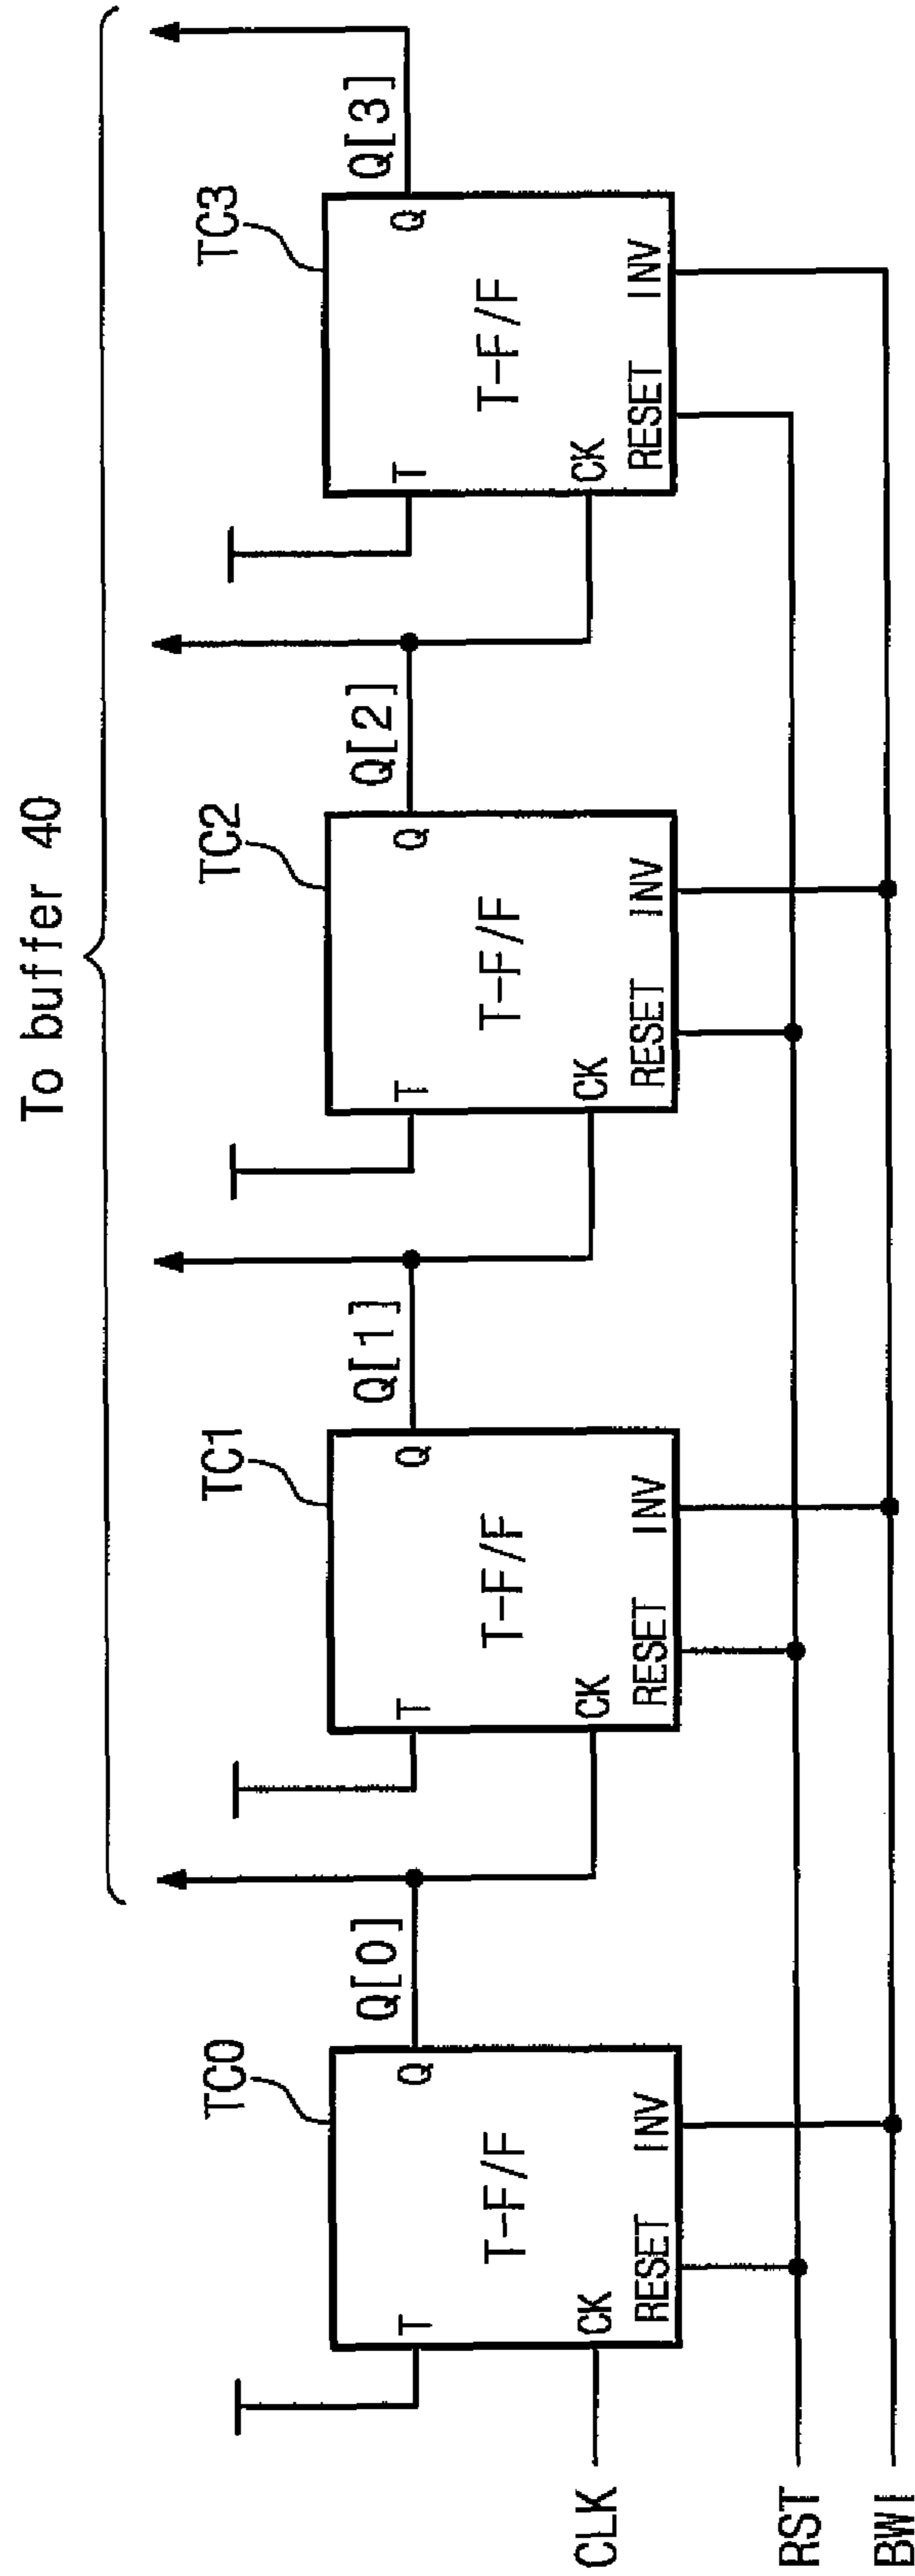 To buffer 40
TC0
TC1
TC2
TC3
T
Q
Q[0]
T
Q
Q[1]
T
Q
Q[2]
T
Q
Q[3]
T-F/F
T-F/F
T-F/F
T-F/F
CLK
CK
CK
CK
CK
RESET
INV
RESET
INV
RESET
INV
RESET
INV
RST
BWI